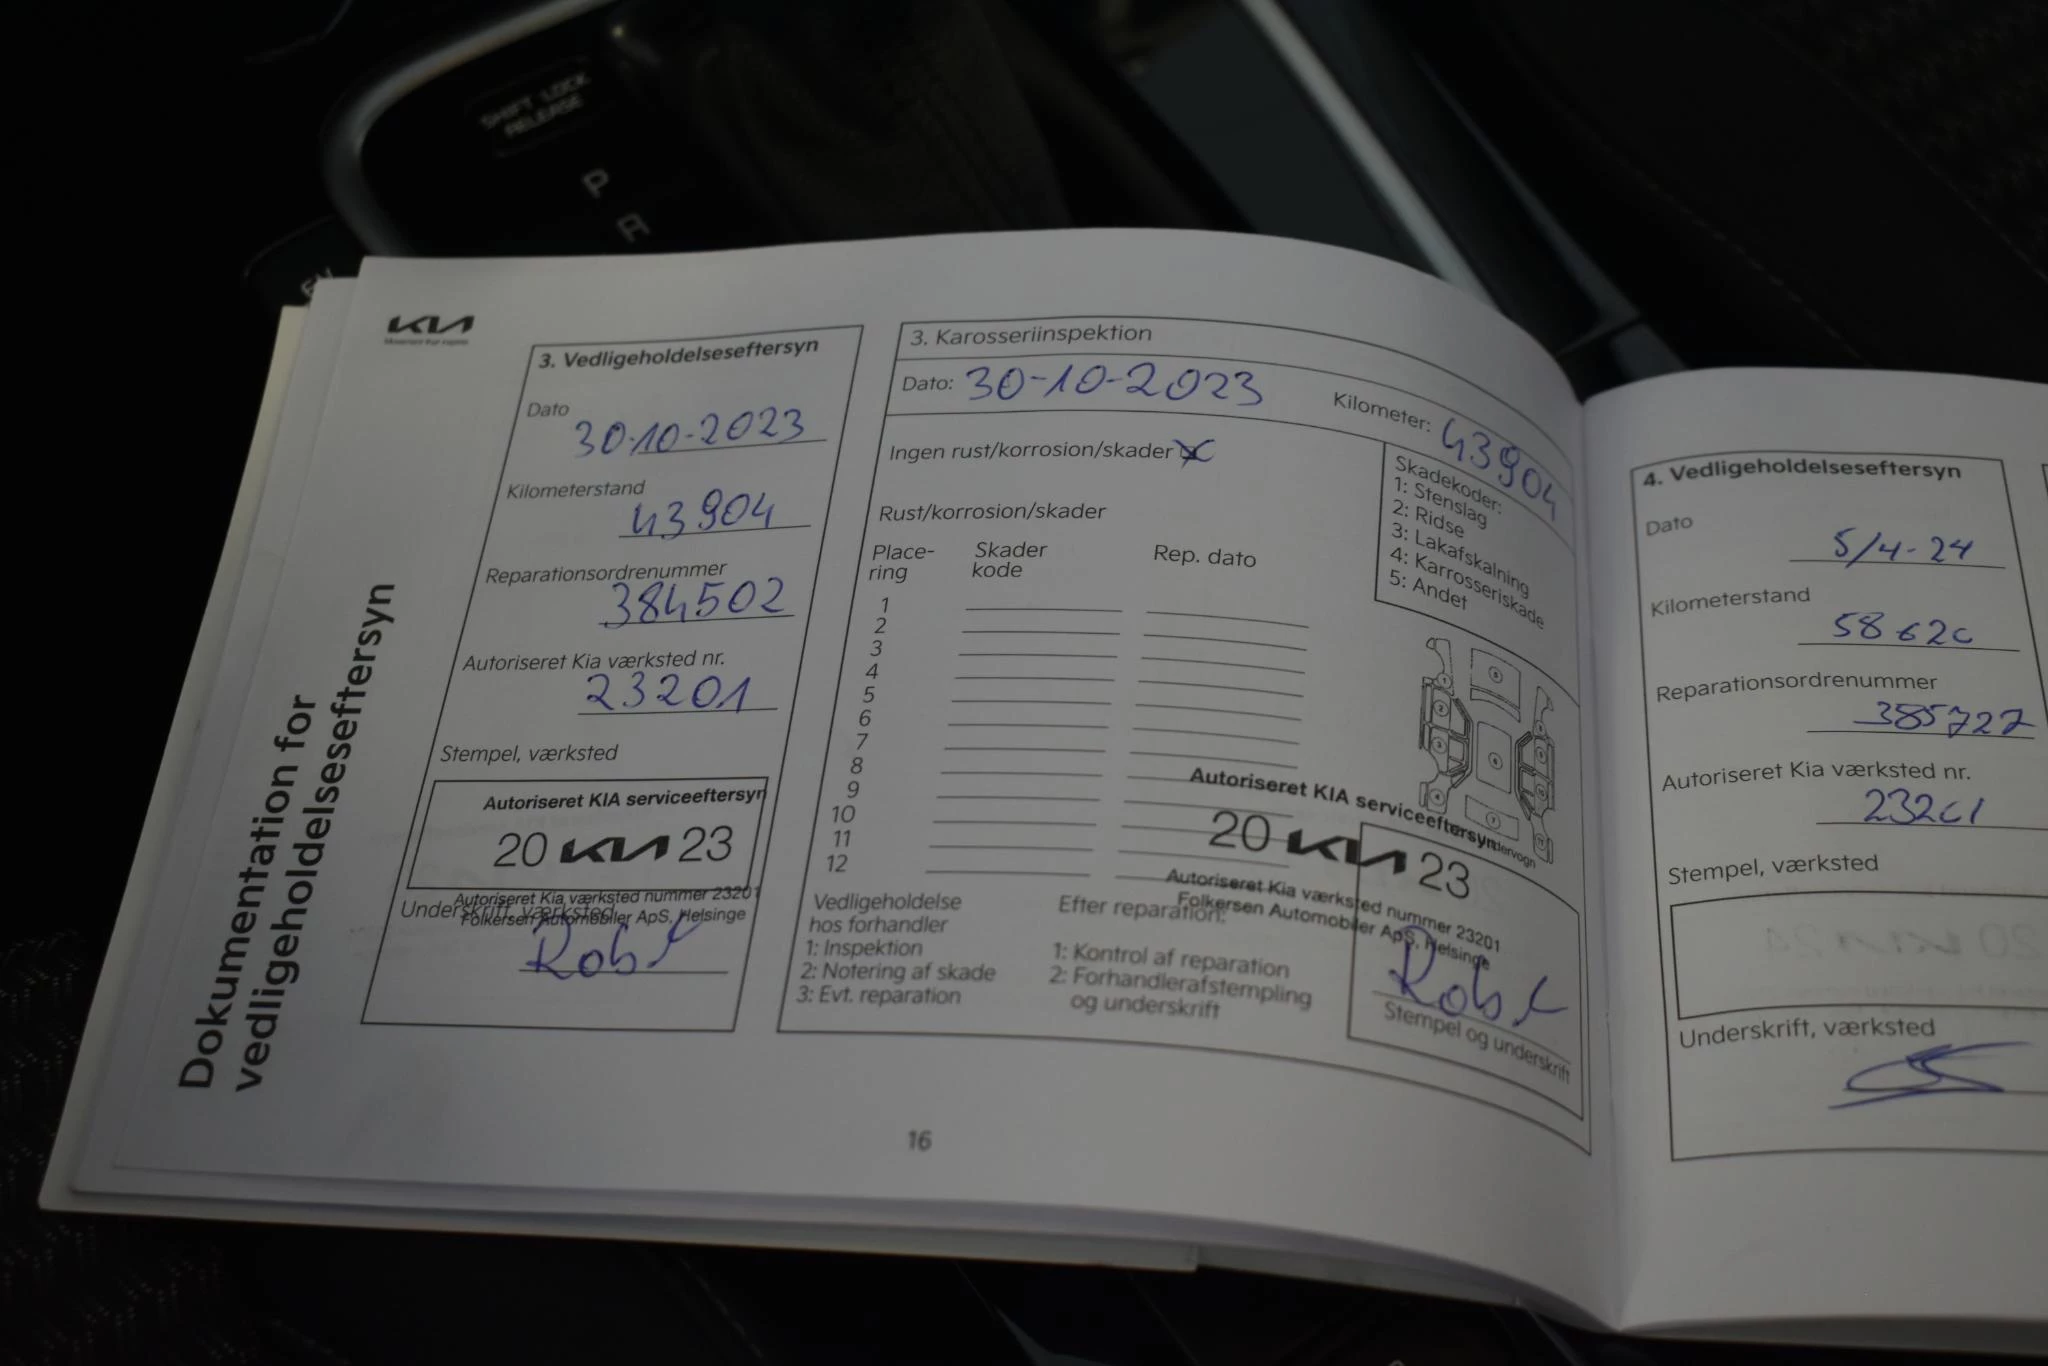 SHIFT LOCK
RELEASE
P
R
KIA
Movement that inspires
Dokumentation for
vedligeholdelseseftersyn
3. Vedligeholdelseseftersyn
Dato
30-10-2023
Kilometerstand
43904
Reparationsordrenummer
384502
Autoriseret Kia værksted nr.
23201
Stempel, værksted
Autoriseret KIA serviceeftersyn
20 KIA 23
Autoriseret Kia værksted nummer 23201
Folkersen Automobiler ApS, Helsinge
Underskrift, værksted
3. Karosseriinspektion
Dato: 30-10-2023
Kilometer: 43904
Ingen rust/korrosion/skader
Rust/korrosion/skader
Place-
ring
Skader
kode
Rep. dato
1
2
3
4
5
6
7
8
9
10
11
12
Skadekoder:
1: Stenslag
2: Ridse
3: Lakafskalning
4: Karrosseriskade
5: Andet
Autoriseret KIA serviceeftersyn
20 KIA 23
Autoriseret Kia værksted nummer 23201
Folkersen Automobiler ApS, Helsinge
Vedligeholdelse
hos forhandler
1: Inspektion
2: Notering af skade
3: Evt. reparation
Efter reparation:
1: Kontrol af reparation
2: Forhandlerafstempling
og underskrift
Stempel og underskrift
16
4. Vedligeholdelseseftersyn
Dato
5/4-24
Kilometerstand
58620
Reparationsordrenummer
385727
Autoriseret Kia værksted nr.
23201
Stempel, værksted
Underskrift, værksted